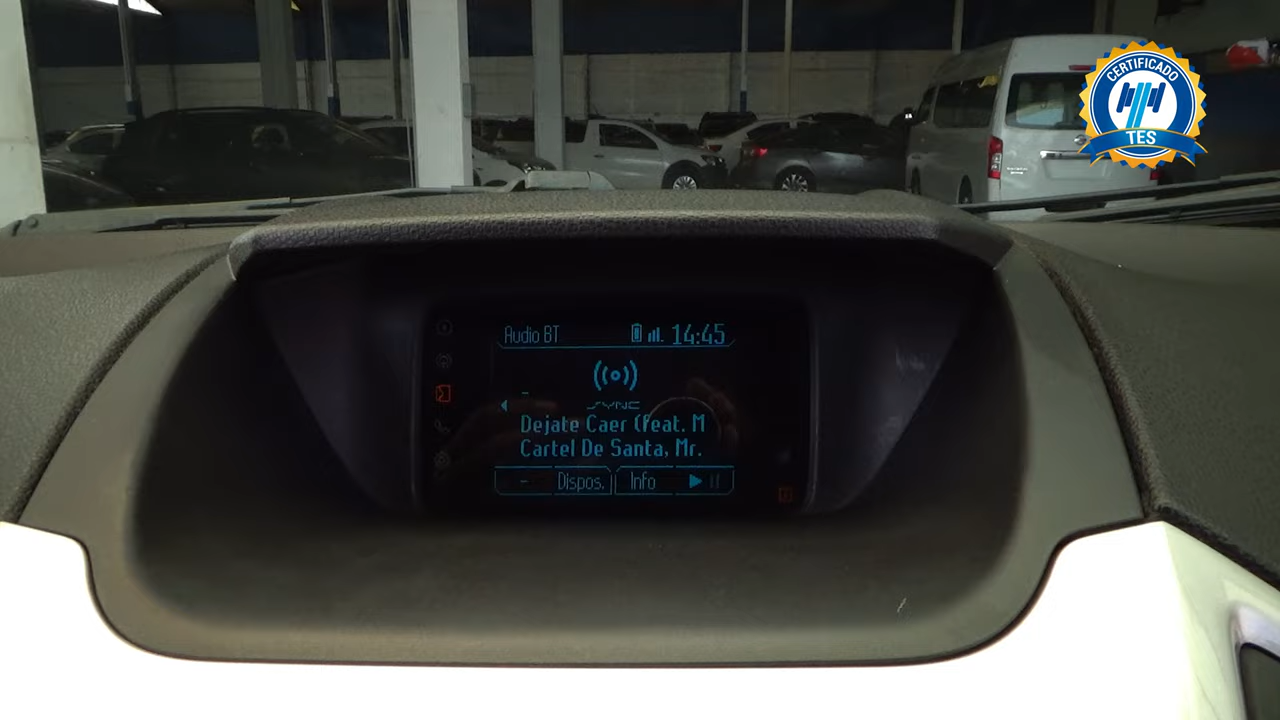 CERTIFICADO
TES
Audio BT 14:45
SYNC
Dejate Caer (feat. M
Cartel De Santa, Mr.
Dispos. Info